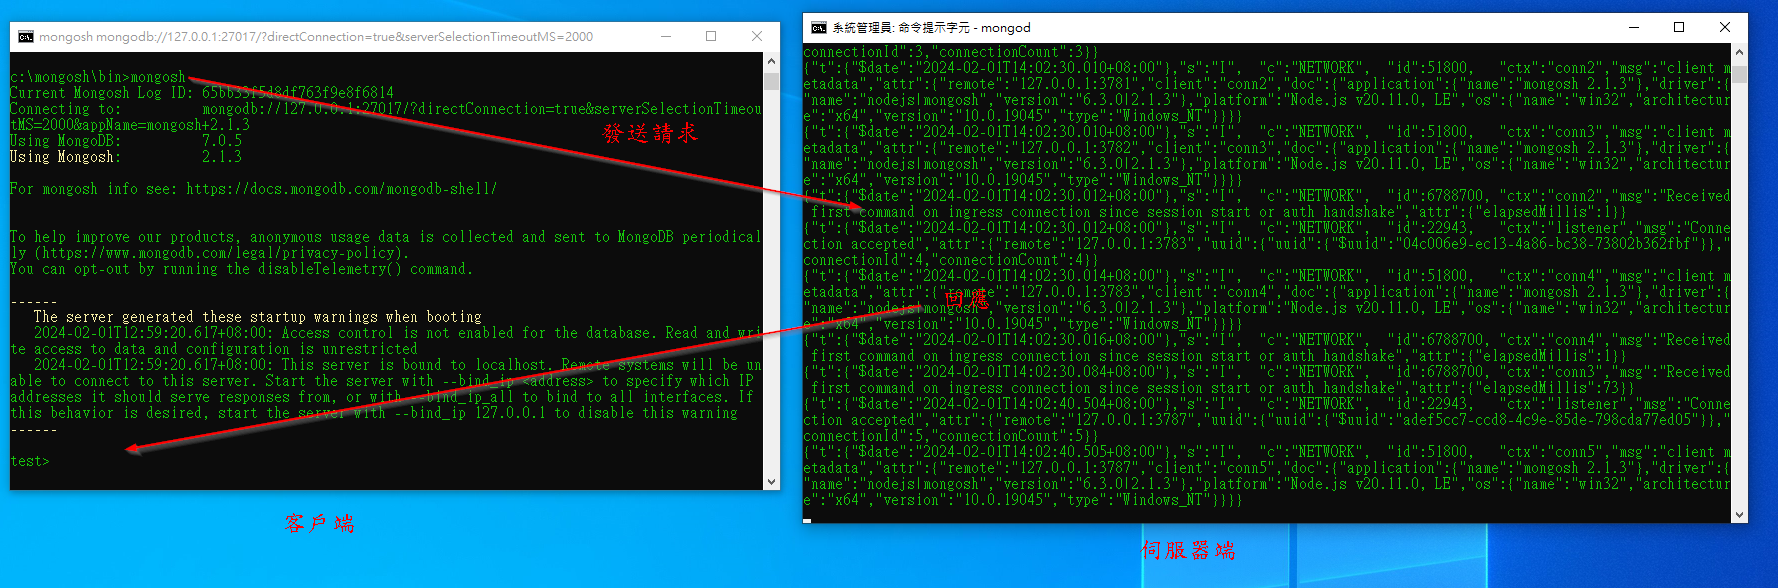 mongosh mongodb://127.0.0.1:27017/?directConnection=true&serverSelectionTimeoutMS=2000
c:\mongosh\bin>mongosh
Current Mongosh Log ID: 65bb33f5d8df763f9e8f6814
Connecting to:          mongodb://127.0.0.1:27017/?directConnection=true&serverSelectionTimeou
tMS=2000&appName=mongosh+2.1.3
Using MongoDB:          7.0.5
Using Mongosh:          2.1.3
For mongosh info see: https://docs.mongodb.com/mongodb-shell/
To help improve our products, anonymous usage data is collected and sent to MongoDB periodical
ly (https://www.mongodb.com/legal/privacy-policy).
You can opt-out by running the disableTelemetry() command.
------
The server generated these startup warnings when booting
2024-02-01T12:59:20.617+08:00: Access control is not enabled for the database. Read and wri
te access to data and configuration is unrestricted
2024-02-01T12:59:20.617+08:00: This server is bound to localhost. Remote systems will be un
able to connect to this server. Start the server with --bind_ip <address> to specify which IP
addresses it should serve responses from, or with --bind_ip_all to bind to all interfaces. If
this behavior is desired, start the server with --bind_ip 127.0.0.1 to disable this warning
------
test>
發送請求
客戶端
系統管理員: 命令提示字元 - mongod
connectionId":3,"connectionCount":3}}
{"t":{"$date":"2024-02-01T14:02:30.010+08:00"},"s":"I",  "c":"NETWORK",  "id":51800,   "ctx":"conn2","msg":"client m
etadata","attr":{"remote":"127.0.0.1:3781","client":"conn2","doc":{"application":{"name":"mongosh 2.1.3"},"driver":{
"name":"nodejs|mongosh","version":"6.3.0|2.1.3"},"platform":"Node.js v20.11.0, LE","os":{"name":"win32","architectur
e":"x64","version":"10.0.19045","type":"Windows_NT"}}}}
{"t":{"$date":"2024-02-01T14:02:30.010+08:00"},"s":"I",  "c":"NETWORK",  "id":51800,   "ctx":"conn3","msg":"client m
etadata","attr":{"remote":"127.0.0.1:3782","client":"conn3","doc":{"application":{"name":"mongosh 2.1.3"},"driver":{
"name":"nodejs|mongosh","version":"6.3.0|2.1.3"},"platform":"Node.js v20.11.0, LE","os":{"name":"win32","architectur
e":"x64","version":"10.0.19045","type":"Windows_NT"}}}}
{"t":{"$date":"2024-02-01T14:02:30.012+08:00"},"s":"I",  "c":"NETWORK",  "id":6788700, "ctx":"conn2","msg":"Received
first command on ingress connection since session start or auth handshake","attr":{"elapsedMillis":1}}
{"t":{"$date":"2024-02-01T14:02:30.012+08:00"},"s":"I",  "c":"NETWORK",  "id":22943,   "ctx":"listener","msg":"Conne
ction accepted","attr":{"remote":"127.0.0.1:3783","uuid":{"uuid":{"$uuid":"04c006e9-ec13-4a86-bc38-73802b362fbf"}},"
connectionId":4,"connectionCount":4}}
{"t":{"$date":"2024-02-01T14:02:30.014+08:00"},"s":"I",  "c":"NETWORK",  "id":51800,   "ctx":"conn4","msg":"client m
etadata","attr":{"remote":"127.0.0.1:3783","client":"conn4","doc":{"application":{"name":"mongosh 2.1.3"},"driver":{
"name":"nodejs|mongosh","version":"6.3.0|2.1.3"},"platform":"Node.js v20.11.0, LE","os":{"name":"win32","architectur
e":"x64","version":"10.0.19045","type":"Windows_NT"}}}}
{"t":{"$date":"2024-02-01T14:02:30.016+08:00"},"s":"I",  "c":"NETWORK",  "id":6788700, "ctx":"conn4","msg":"Received
first command on ingress connection since session start or auth handshake","attr":{"elapsedMillis":1}}
{"t":{"$date":"2024-02-01T14:02:30.084+08:00"},"s":"I",  "c":"NETWORK",  "id":6788700, "ctx":"conn3","msg":"Received
first command on ingress connection since session start or auth handshake","attr":{"elapsedMillis":73}}
{"t":{"$date":"2024-02-01T14:02:40.504+08:00"},"s":"I",  "c":"NETWORK",  "id":22943,   "ctx":"listener","msg":"Conne
ction accepted","attr":{"remote":"127.0.0.1:3787","uuid":{"uuid":{"$uuid":"adef5cc7-ccd8-4c9e-85de-798cda77ed05"}},"
connectionId":5,"connectionCount":5}}
{"t":{"$date":"2024-02-01T14:02:40.505+08:00"},"s":"I",  "c":"NETWORK",  "id":51800,   "ctx":"conn5","msg":"client m
etadata","attr":{"remote":"127.0.0.1:3787","client":"conn5","doc":{"application":{"name":"mongosh 2.1.3"},"driver":{
"name":"nodejs|mongosh","version":"6.3.0|2.1.3"},"platform":"Node.js v20.11.0, LE","os":{"name":"win32","architectur
e":"x64","version":"10.0.19045","type":"Windows_NT"}}}}
回應
伺服器端